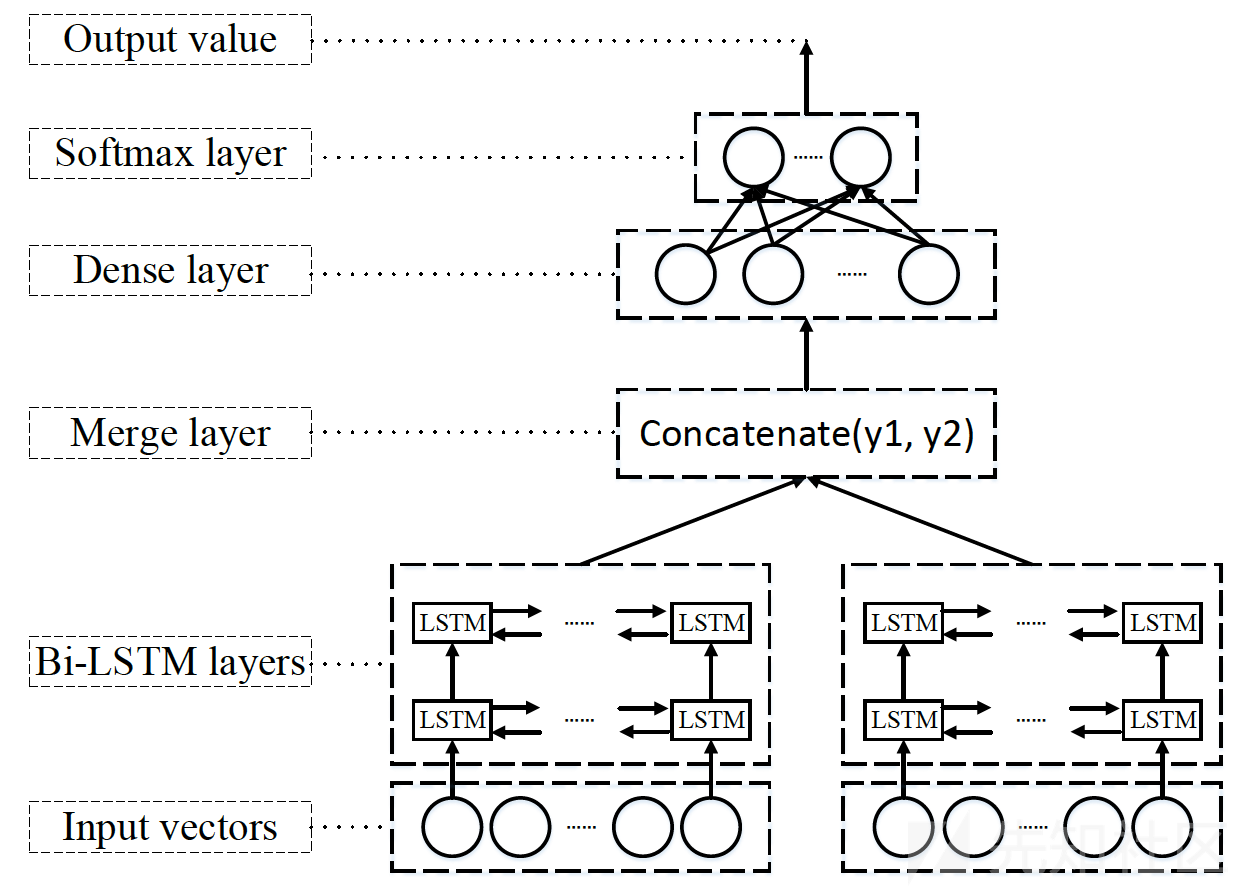 Output value
Softmax layer
......
Dense layer
......
Merge layer
Concatenate(y1, y2)
Bi-LSTM layers
LSTM ...... LSTM LSTM ...... LSTM
LSTM ...... LSTM LSTM ...... LSTM
Input vectors
...... ......
先知社区